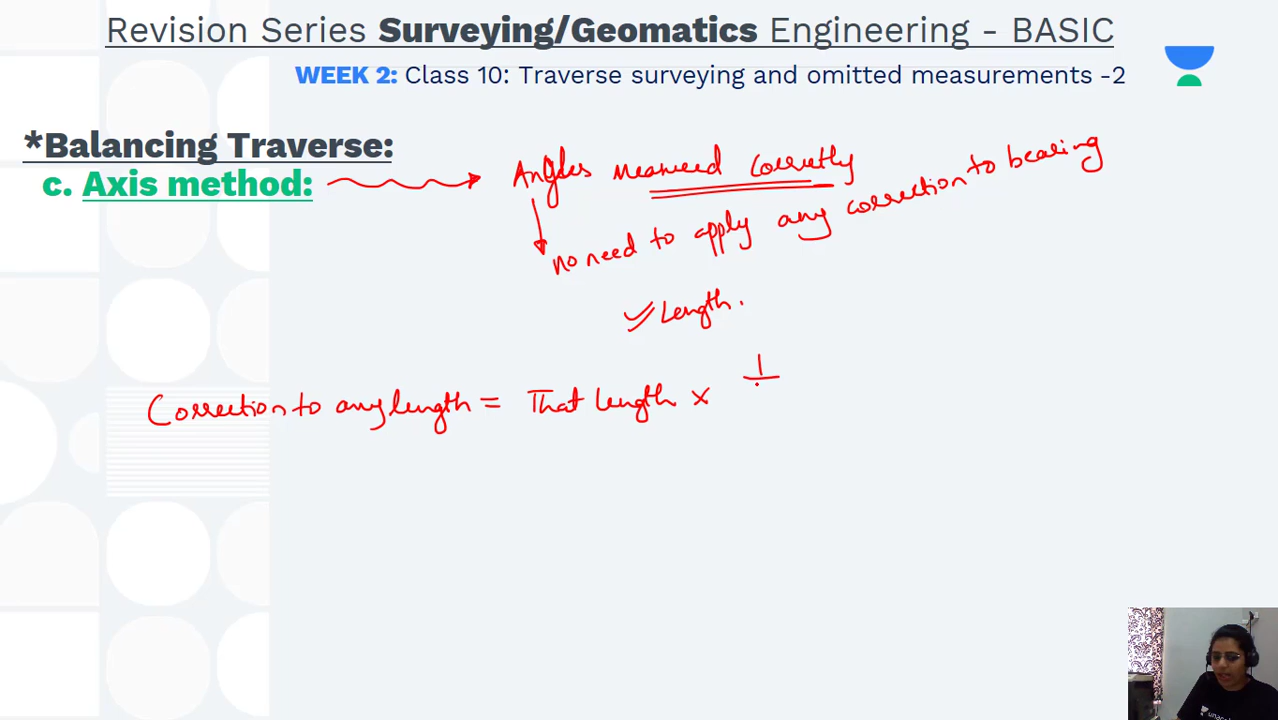 Revision Series Surveying/Geomatics Engineering - BASIC
WEEK 2: Class 10: Traverse surveying and omitted measurements -2
*Balancing Traverse:
c. Axis method:
Angles measured correctly
no need to apply any correction to bearing
Length.
Correction to any length = That length × 1